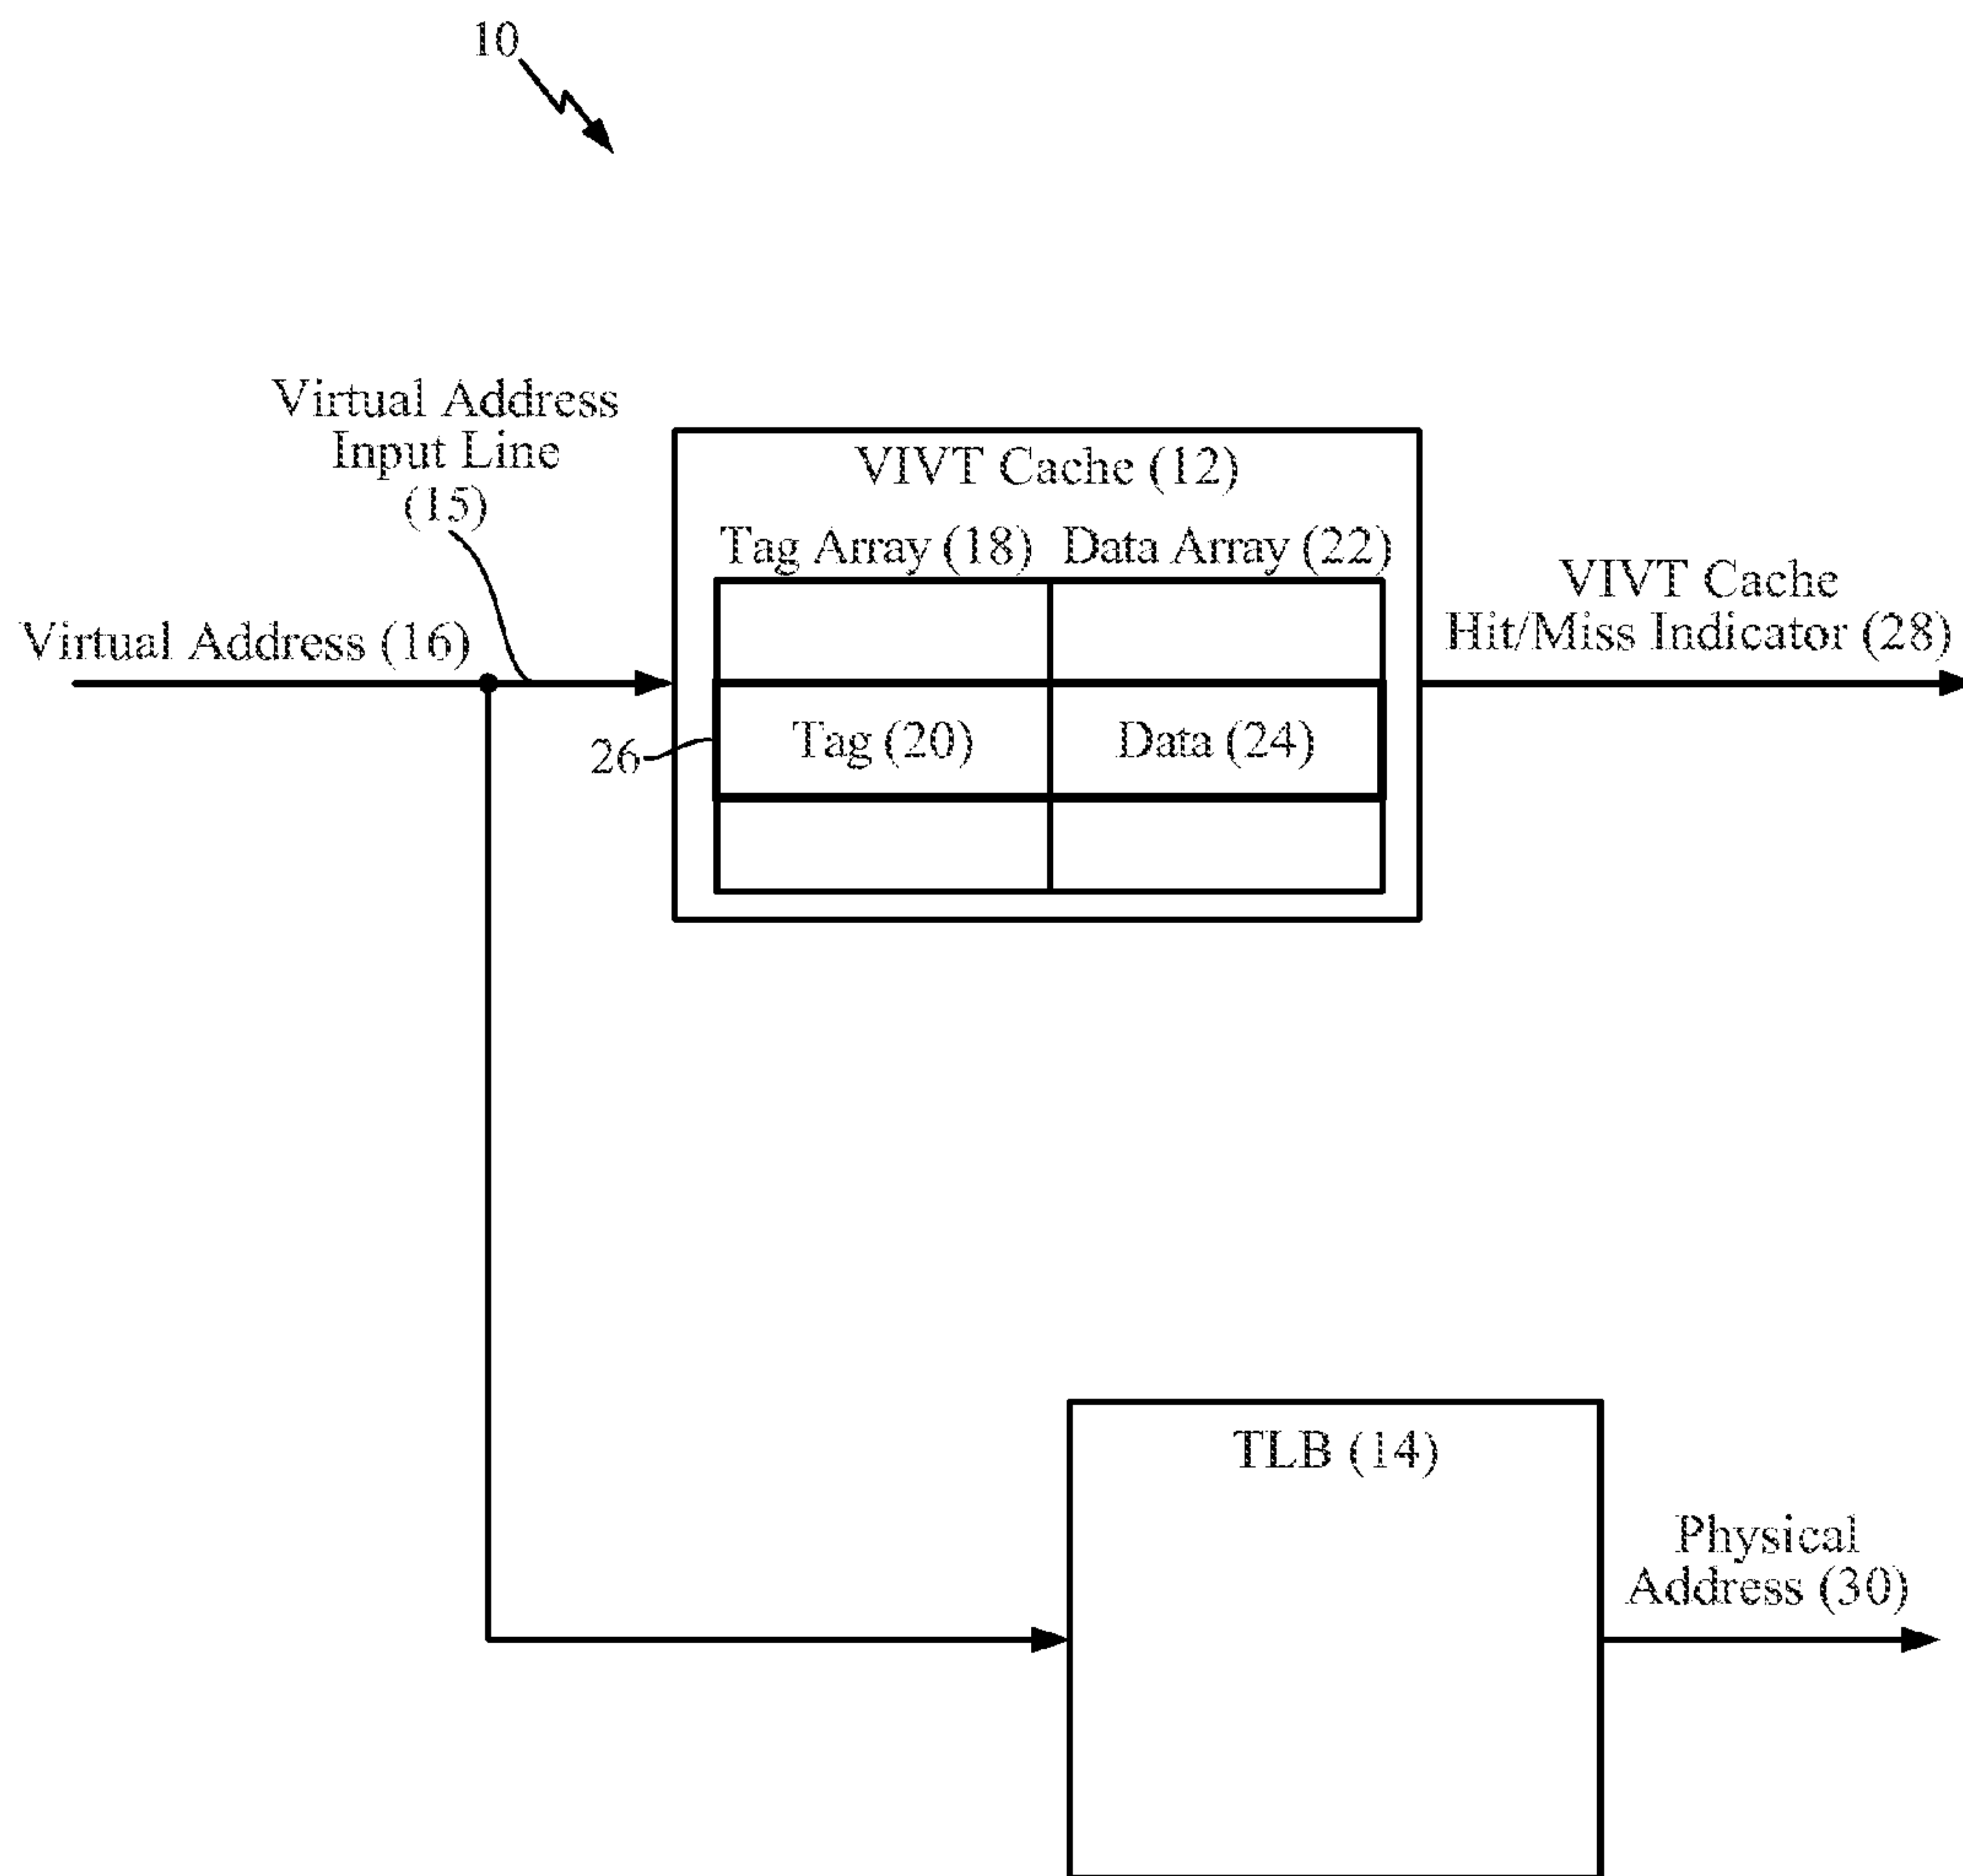 10
Virtual Address
Input Line
(15)
VIVT Cache (12)
Tag Array (18) Data Array (22)
VIVT Cache
Hit/Miss Indicator (28)
Virtual Address (16)
26
Tag (20)
Data (24)
TLB (14)
Physical
Address (30)